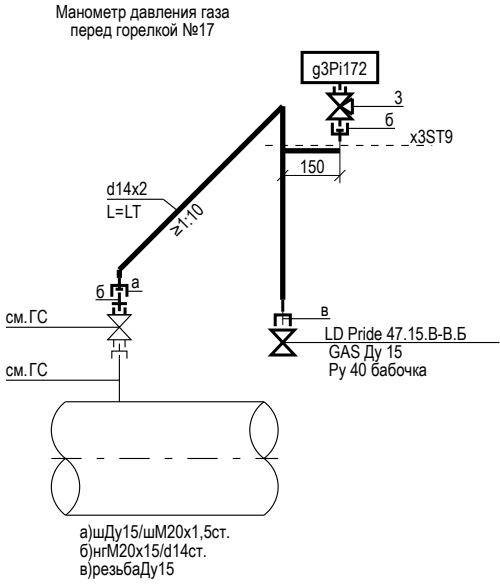 Манометр давления газа
перед горелкой №17
g3Pi172
3
б
x3ST9
150
d14x2
L=LT
≥1:10
а
б
в
см.ГС
LD Pride 47.15.В-В.Б
GAS Ду 15
Ру 40 бабочка
см.ГС
а)шДу15/шМ20х1,5ст.
б)нгМ20х15/d14ст.
в)резьбаДу15